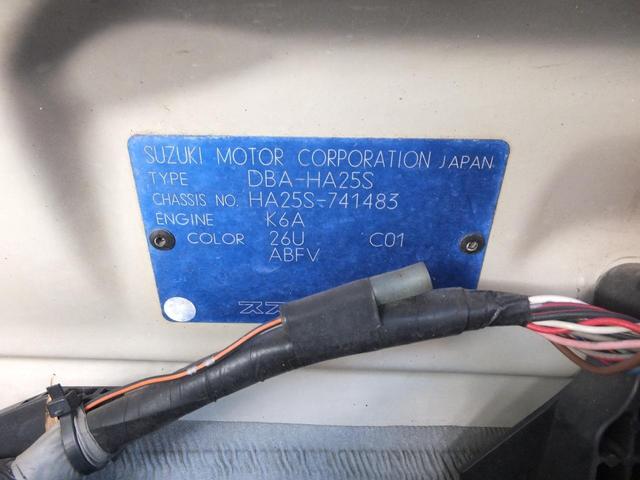 SUZUKI MOTOR CORPORATION JAPAN
TYPE DBA-HA25S
CHASSIS NO. HA25S-741483
ENGINE K6A
COLOR 26U C01
ABFV